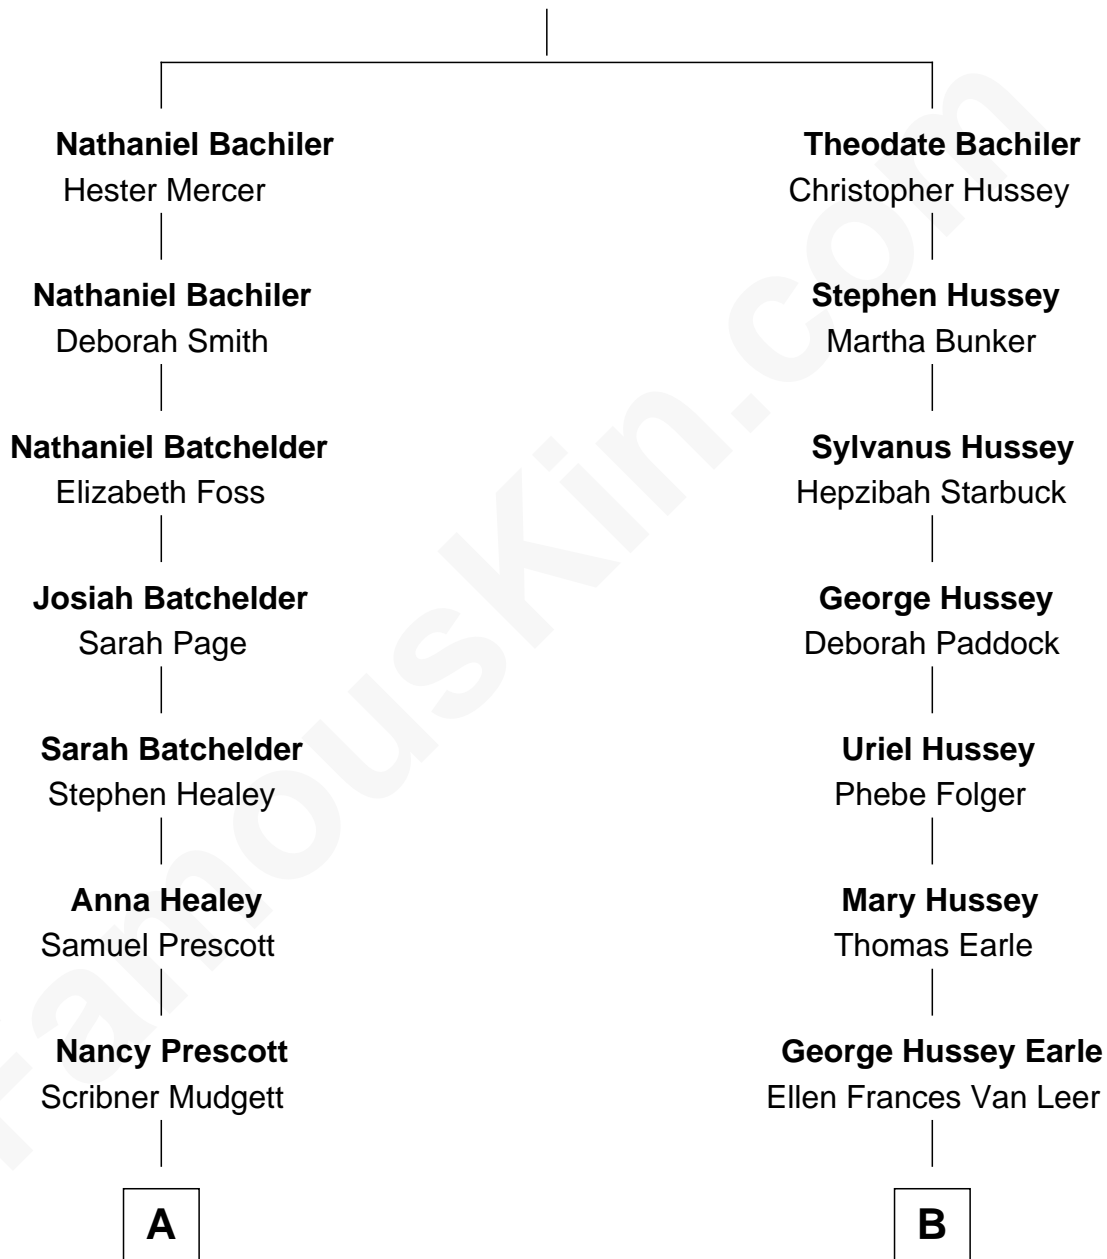 Nathaniel Bachiler
Hester Mercer
Nathaniel Bachiler
Deborah Smith
Nathaniel Batchelder
Elizabeth Foss
Josiah Batchelder
Sarah Page
Sarah Batchelder
Stephen Healey
Anna Healey
Samuel Prescott
Nancy Prescott
Scribner Mudgett
A
Theodate Bachiler
Christopher Hussey
Stephen Hussey
Martha Bunker
Sylvanus Hussey
Hepzibah Starbuck
George Hussey
Deborah Paddock
Uriel Hussey
Phebe Folger
Mary Hussey
Thomas Earle
George Hussey Earle
Ellen Frances Van Leer
B
FamousKin.com